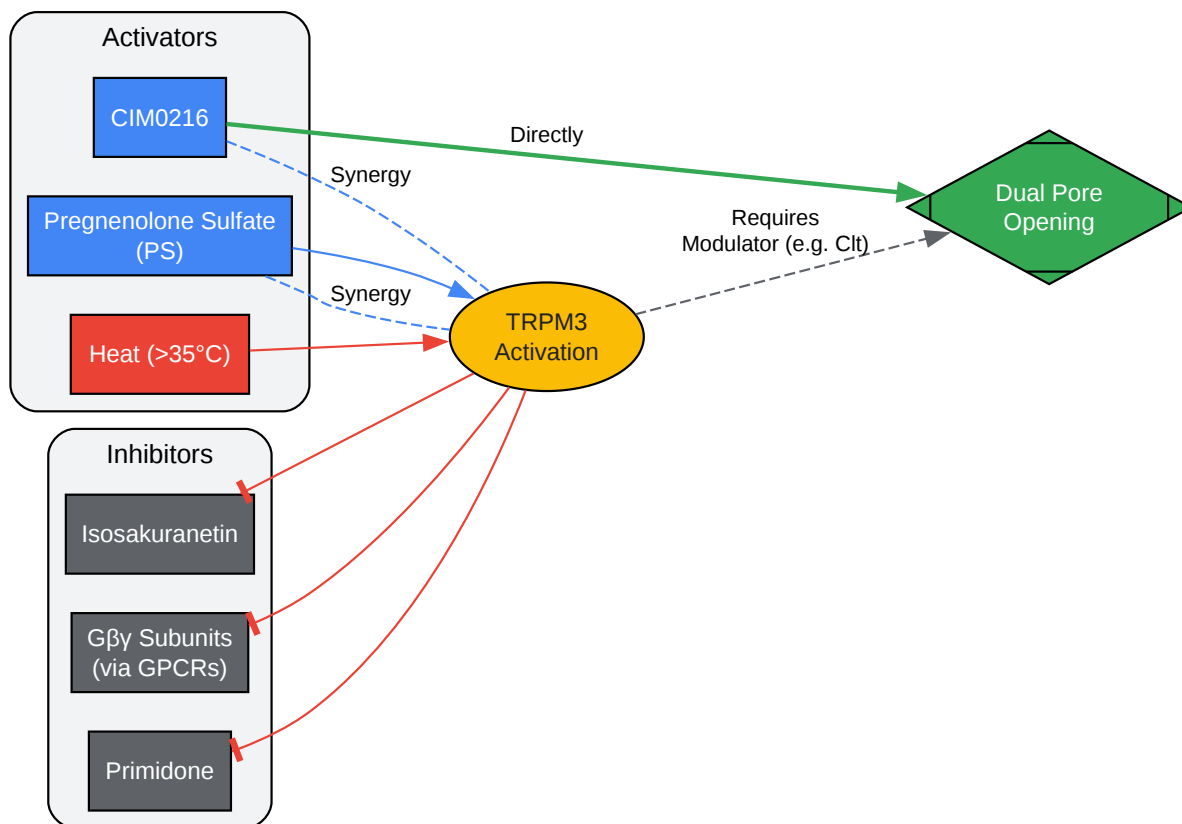 Activators
CIM0216
Directly
Synergy
Pregnenolone Sulfate
(PS)
Synergy
Heat (>35°C)
TRPM3
Activation
Requires
Modulator (e.g. Clt)
Dual Pore
Opening
Inhibitors
Isosakuranetin
Gβγ Subunits
(via GPCRs)
Primidone